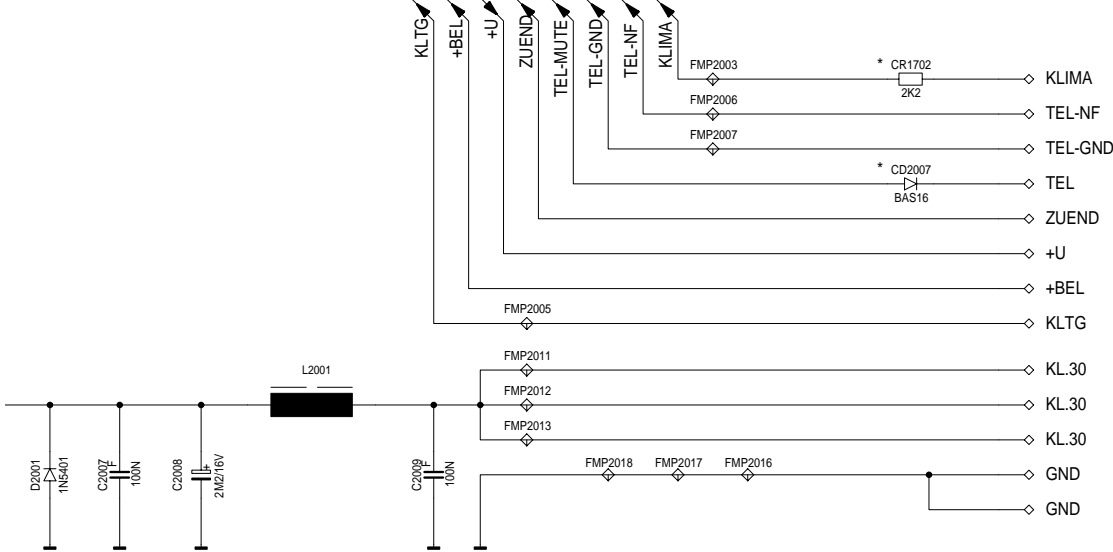 KLTG
+BEL
+U
ZUEND
TEL-MUTE
TEL-GND
TEL-NF
KLIMA
FMP2003
* CR1702
2K2
KLIMA
FMP2006
TEL-NF
FMP2007
TEL-GND
* CD2007
BAS16
TEL
ZUEND
+U
+BEL
FMP2005
KLTG
L2001
FMP2011
KL.30
FMP2012
KL.30
FMP2013
KL.30
D2001
1N5401
C2007
F
100N
C2008
+
2M2/16V
C2009
F
100N
FMP2018 FMP2017 FMP2016
GND
GND